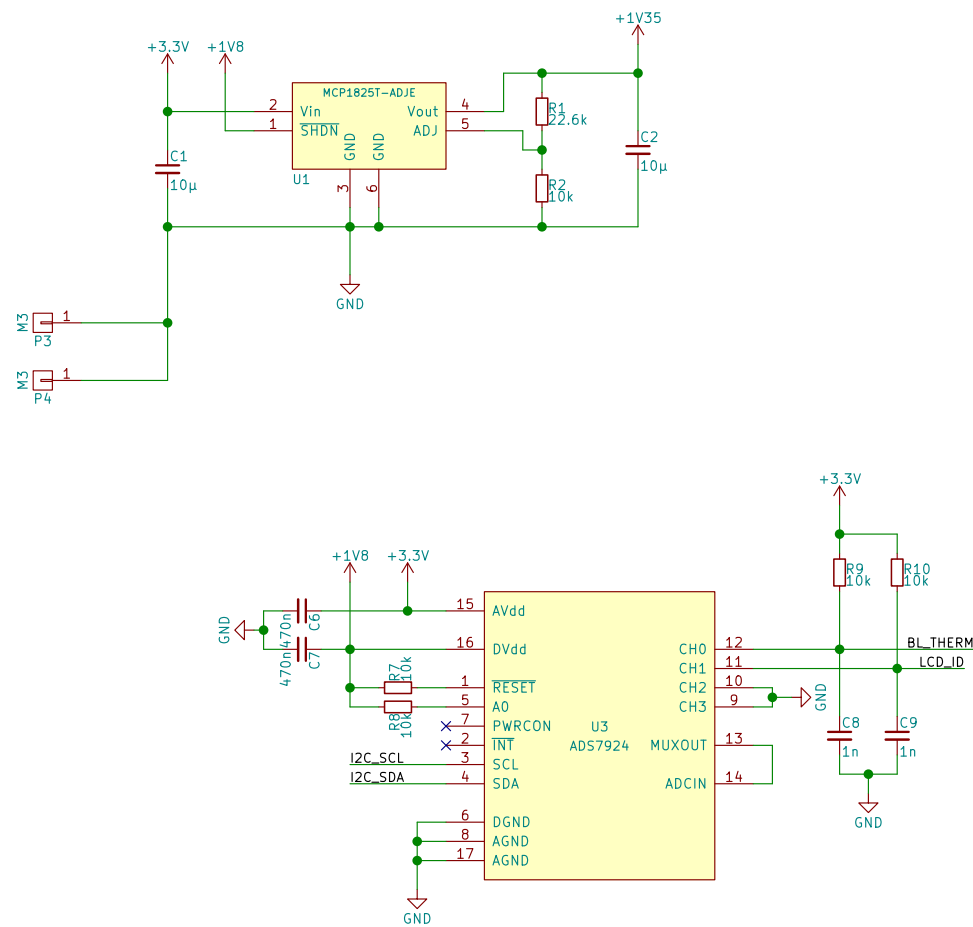 +1V35
+3.3V
+1V8
MCP1825T-ADJE
2
Vin
Vout
4
1
SHDN
ADJ
5
GND
GND
3
6
U1
R1
22.6k
R2
10k
C1
10µ
C2
10µ
GND
M3
1
P3
M3
1
P4
+3.3V
R9
10k
R10
10k
+1V8
+3.3V
GND
470n
C6
470n
C7
R7
10k
R8
10k
15
AVdd
16
DVdd
1
RESET
5
A0
7
PWRCON
2
INT
I2C_SCL
3
SCL
I2C_SDA
4
SDA
6
DGND
8
AGND
17
AGND
GND
U3
ADS7924
CH0
12
BL_THERM
CH1
11
LCD_ID
CH2
10
CH3
9
GND
MUXOUT
13
ADCIN
14
C8
1n
C9
1n
GND